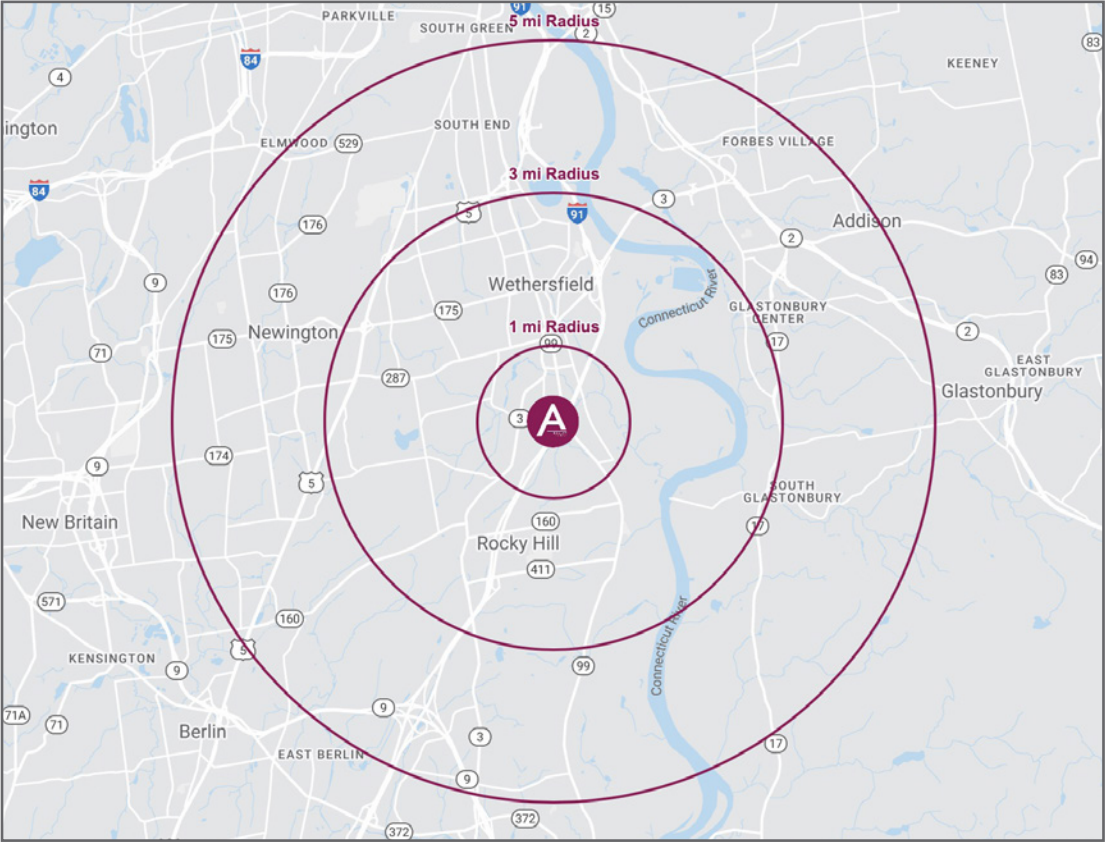 91
15
PARKVILLE
5 mi Radius
SOUTH GREEN
2
83
84
KEENEY
4
SOUTH END
ington
ELMWOOD
529
FORBES VILLAGE
3 mi Radius
84
3
5
91
176
Addison
2
94
83
9
Wethersfield
176
Connecticut River
175
GLASTONBURY
CENTER
1 mi Radius
Newington
2
175
99
17
71
EAST
GLASTONBURY
287
Glastonbury
3
A
174
9
5
SOUTH
GLASTONBURY
New Britain
160
17
Rocky Hill
411
571
160
Connecticut River
5
KENSINGTON
9
99
9
71A
71
Berlin
3
17
EAST BERLIN
9
372
372